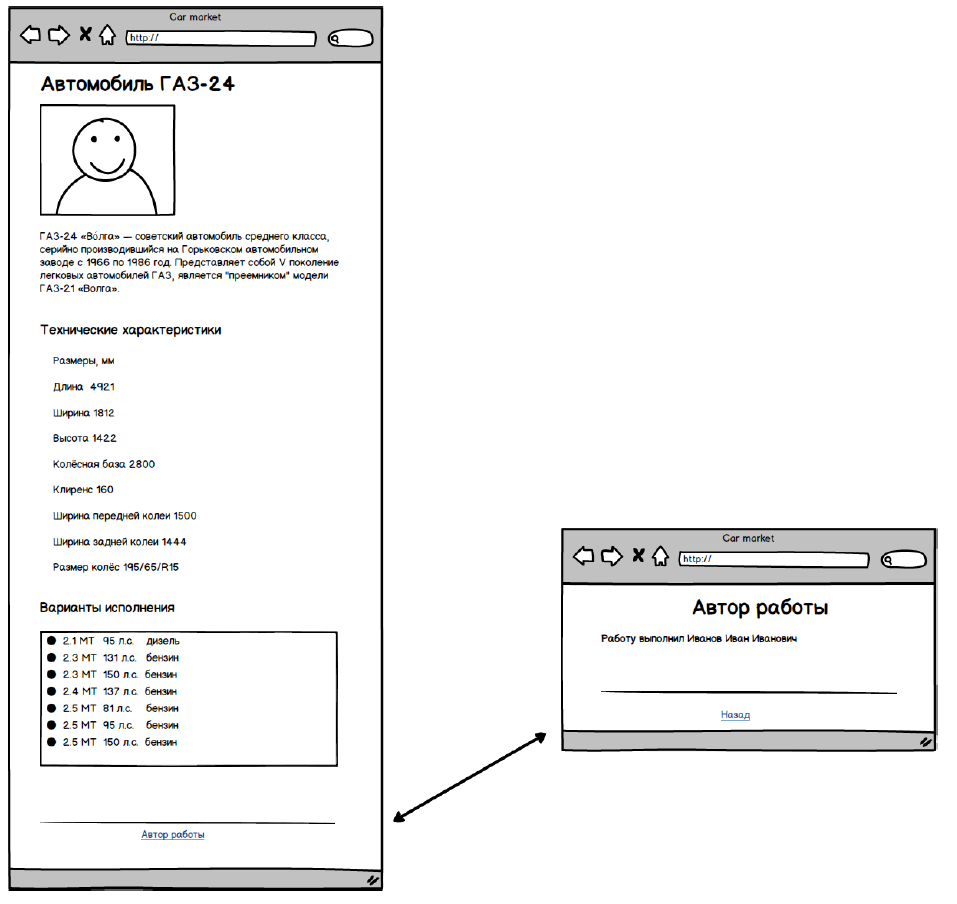 Car market
http://
Автомобиль ГАЗ-24
ГАЗ-24 «Во́лга» — советский автомобиль среднего класса,
серийно производившийся на Горьковском автомобильном
заводе с 1966 по 1986 год. Представляет собой V поколение
легковых автомобилей ГАЗ, является "преемником" модели
ГАЗ-21 «Волга».
Технические характеристики
Размеры, мм
Длина 4921
Ширина 1812
Высота 1422
Колёсная база 2800
Клиренс 160
Ширина передней колеи 1500
Ширина задней колеи 1444
Размер колёс 195/65/R15
Варианты исполнения
2.1 МТ 95 л.с. дизель
2.3 МТ 131 л.с. бензин
2.3 МТ 150 л.с. бензин
2.4 МТ 137 л.с. бензин
2.5 МТ 81 л.с. бензин
2.5 МТ 95 л.с. бензин
2.5 МТ 150 л.с. бензин
Автор работы
Car market
http://
Автор работы
Работу выполнил Иванов Иван Иванович
Назад